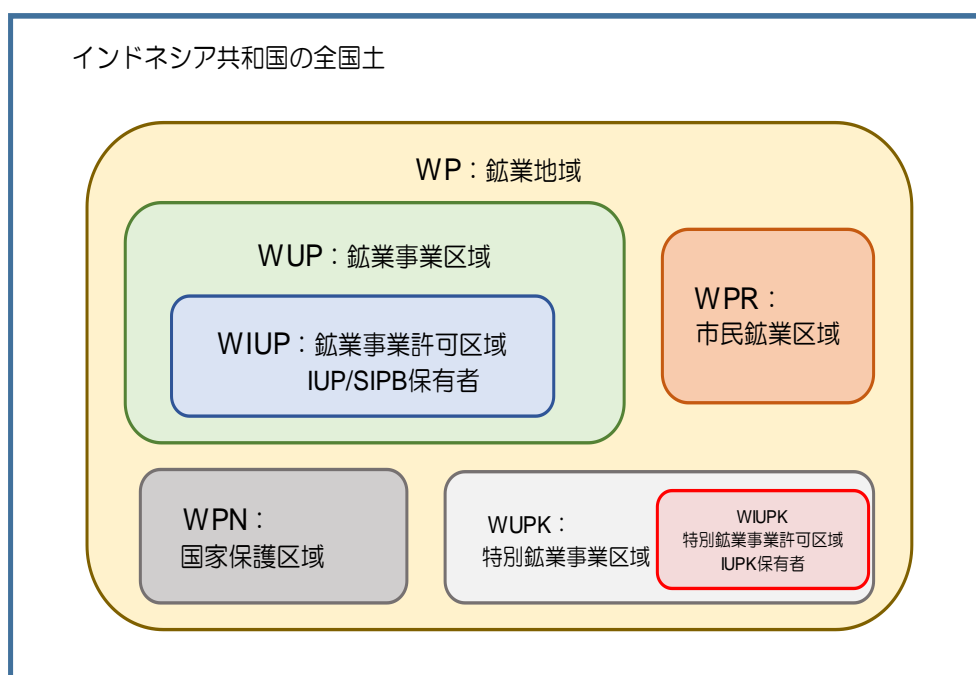 インドネシア共和国の全国土
WP：鉱業地域
WUP：鉱業事業区域
WIUP：鉱業事業許可区域
IUP/SIPB保有者
WPR：
市民鉱業区域
WPN：
国家保護区域
WUPK：
特別鉱業事業区域
WIUPK
特別鉱業事業許可区域
IUPK保有者